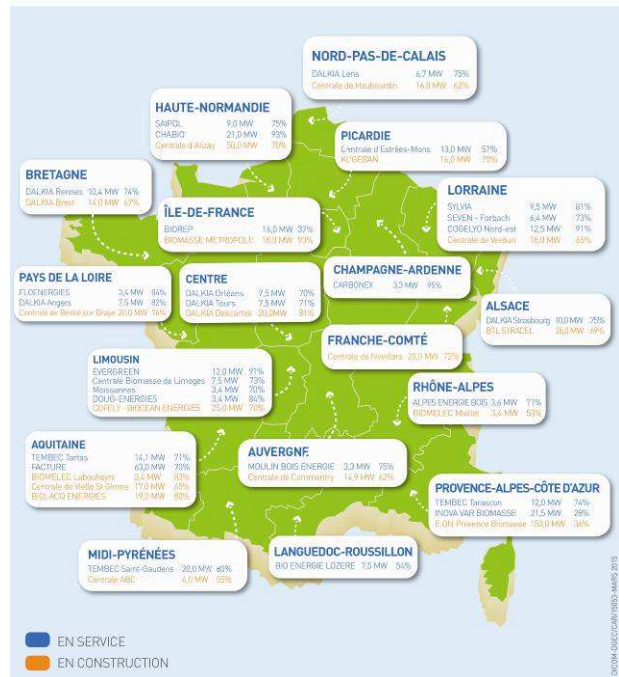 NORD-PAS-DE-CALAIS
DALKIA Lens 6,7 MW 75%
Centrale de Haubourdin 16,0 MW 62%
HAUTE-NORMANDIE
SAIPOL 9,0 MW 75%
CHABIO 21,0 MW 93%
Centrale d'Alizay 50,0 MW 70%
PICARDIE
Centrale d'Estrées-Mons 13,0 MW 57%
KOGEBAN 16,0 MW 75%
BRETAGNE
DALKIA Rennes 10,4 MW 74%
DALKIA Brest 14,0 MW 67%
LORRAINE
SYLVIA 9,5 MW 81%
SEVEN - Forbach 6,4 MW 73%
COGELYO Nord-est 12,5 MW 91%
Centrale de Verdun 18,0 MW 65%
ÎLE-DE-FRANCE
BIOREP 16,0 MW 37%
BIOMASSE METROPOLE 18,0 MW 93%
PAYS DE LA LOIRE
FLOENERGIES 3,4 MW 84%
DALKIA Angers 7,5 MW 82%
Centrale de Bessé sur Braye 20,0 MW 76%
CENTRE
DALKIA Orléans 7,5 MW 70%
DALKIA Tours 7,5 MW 71%
DALKIA Descartes 20,0MW 81%
CHAMPAGNE-ARDENNE
CARBONEX 3,3 MW 95%
ALSACE
DALKIA Strasbourg 10,0 MW 75%
BTL STRACEL 26,0 MW 69%
FRANCHE-COMTÉ
Centrale de Novillars 20,0 MW 72%
LIMOUSIN
EVERGREEN 12,0 MW 91%
Centrale Biomasse de Limoges 7,5 MW 73%
Moissannes 3,4 MW 70%
DOUG-ENERGIES 3,4 MW 84%
COFELY - BIOCEAN ENERGIES 25,0 MW 70%
RHÔNE-ALPES
ALPES ENERGIE BOIS 3,6 MW 71%
BIOMELEC 3,4 MW 53%
AQUITAINE
TEMBEC Tartas 14,1 MW 71%
FACTURE 63,0 MW 73%
BIOMELEC Labouheyre 3,4 MW 83%
Centrale de Vielle St Girons 17,0 MW 65%
BIOLACQ ENERGIES 19,0 MW 80%
AUVERGNE
MOULIN BOIS ENERGIE 3,3 MW 75%
Centrale de Commentry 14,9 MW 62%
PROVENCE-ALPES-CÔTE D'AZUR
TEMBEC Tarascon 12,0 MW 74%
INOVA VAR BIOMASSE 21,5 MW 28%
E.ON Provence Biomasse 150,0 MW 36%
MIDI-PYRÉNÉES
TEMBEC Saint-Gaudens 20,0 MW 60%
Centrale ABC 4,0 MW 55%
LANGUEDOC-ROUSSILLON
BIO ENERGIE LOZERE 7,5 MW 54%
EN SERVICE
EN CONSTRUCTION
DICOM-DGEC/CAR/15053-MARS 2015